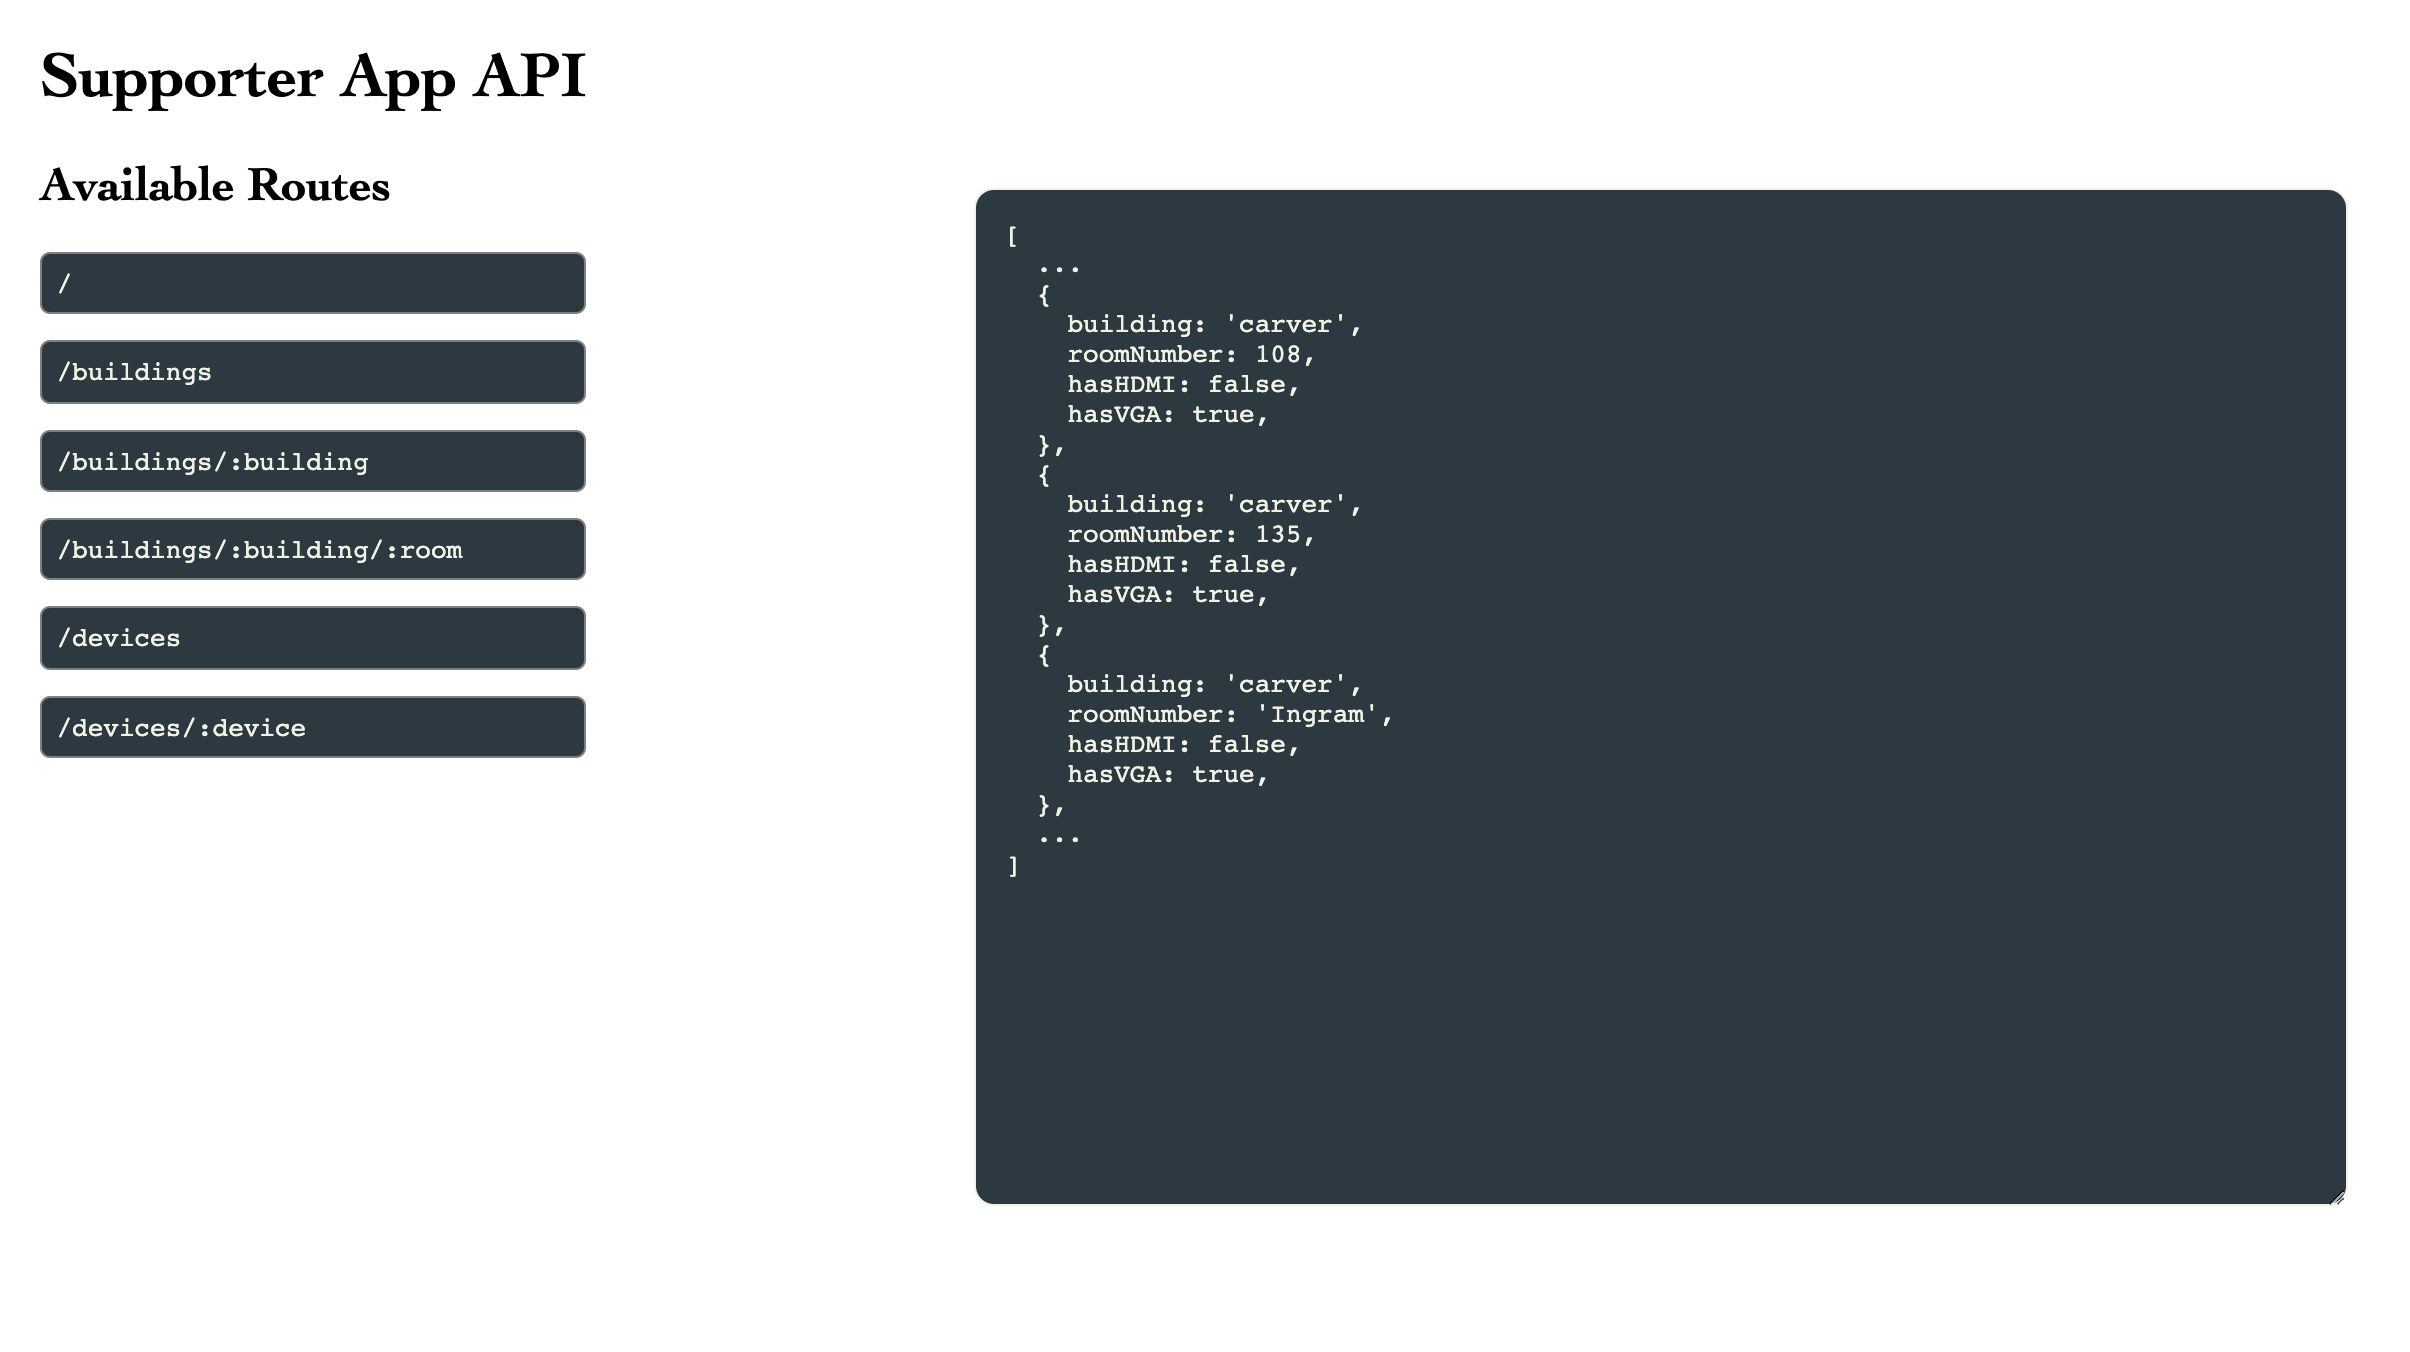 Supporter App API
Available Routes
/
/buildings
/buildings/:building
/buildings/:building/:room
/devices
/devices/:device
[
  ...
  {
    building: 'carver',
    roomNumber: 108,
    hasHDMI: false,
    hasVGA: true,
  },
  {
    building: 'carver',
    roomNumber: 135,
    hasHDMI: false,
    hasVGA: true,
  },
  {
    building: 'carver',
    roomNumber: 'Ingram',
    hasHDMI: false,
    hasVGA: true,
  },
  ...
]